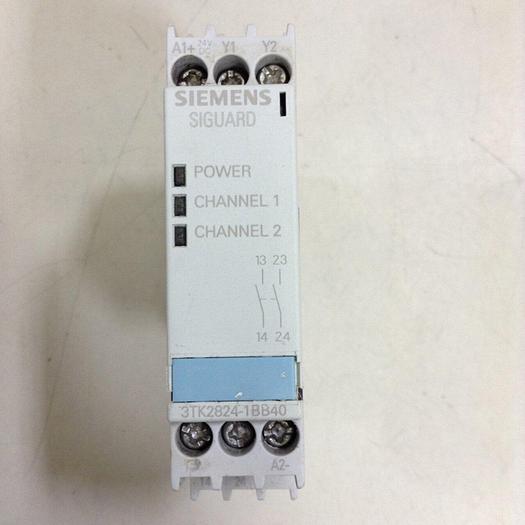 A1+ 24V DC Y1 Y2
SIEMENS
SIGUARD
POWER
CHANNEL 1
CHANNEL 2
13 23
14 24
3TK2824-1BB40
A2-